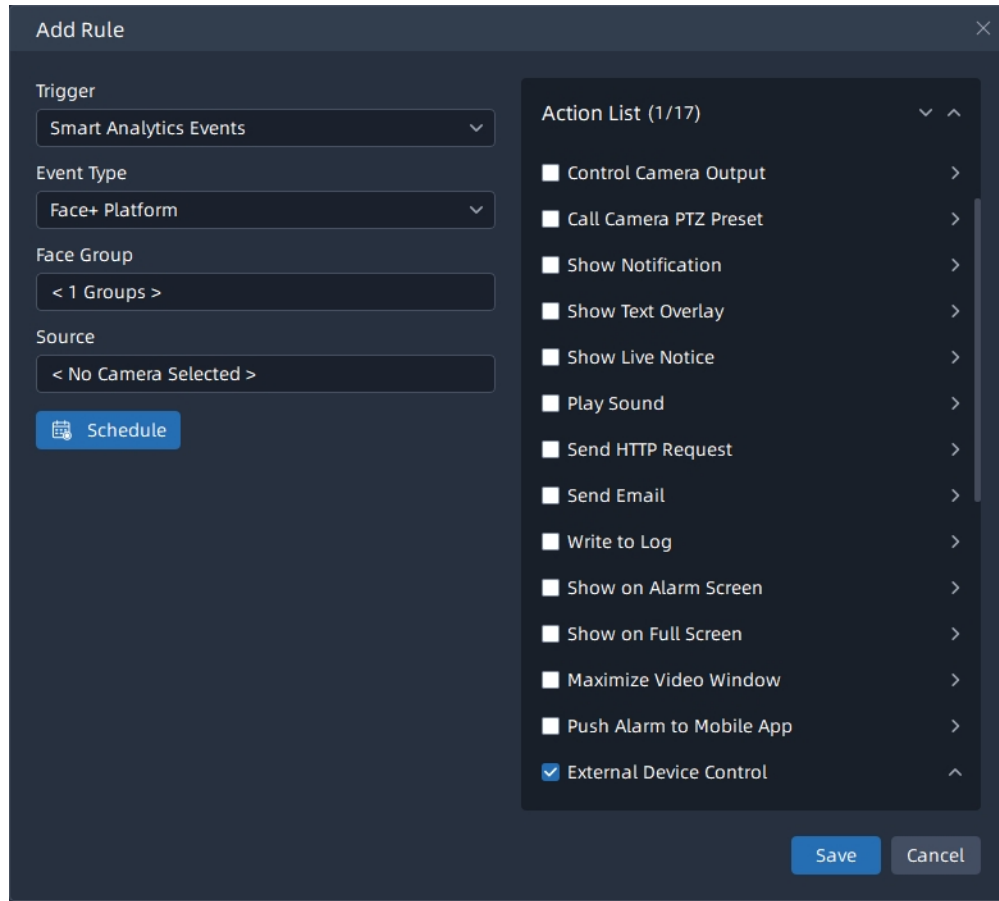 Add Rule
Trigger
Smart Analytics Events
Event Type
Face+ Platform
Face Group
< 1 Groups >
Source
< No Camera Selected >
Schedule
Action List (1/17)
Control Camera Output
Call Camera PTZ Preset
Show Notification
Show Text Overlay
Show Live Notice
Play Sound
Send HTTP Request
Send Email
Write to Log
Show on Alarm Screen
Show on Full Screen
Maximize Video Window
Push Alarm to Mobile App
External Device Control
Save Cancel